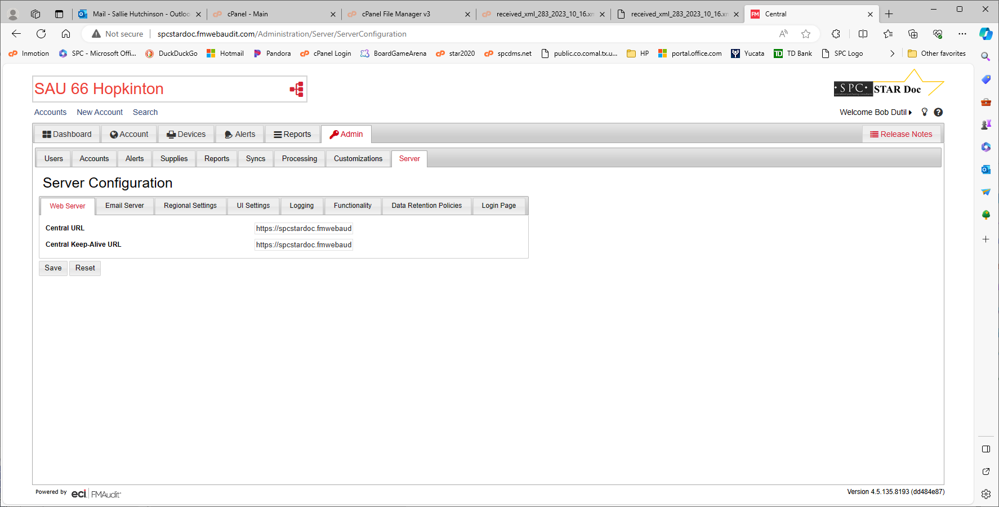 Mail - Sallie Hutchinson - Outloo
cPanel - Main
cPanel File Manager v3
received_xml_283_2023_10_16.xm
received_xml_283_2023_10_16.xm
FM Central
Not secure spcstardoc.fmwebaudit.com/Administration/Server/ServerConfiguration
Inmotion SPC - Microsoft Offi... DuckDuckGo Hotmail Pandora cPanel Login BoardGameArena star2020 spcdms.net public.co.comal.tx.u... HP portal.office.com Yucata TD Bank SPC Logo Other favorites
SAU 66 Hopkinton
·SPC· STAR Doc
Accounts New Account Search
Welcome Bob Dutil
Dashboard Account Devices Alerts Reports Admin Release Notes
Users Accounts Alerts Supplies Reports Syncs Processing Customizations Server
Server Configuration
Web Server Email Server Regional Settings UI Settings Logging Functionality Data Retention Policies Login Page
Central URL https://spcstardoc.fmwebaud
Central Keep-Alive URL https://spcstardoc.fmwebaud
Save Reset
Powered by eci FMAudit
Version 4.5.135.8193 (dd484e87)